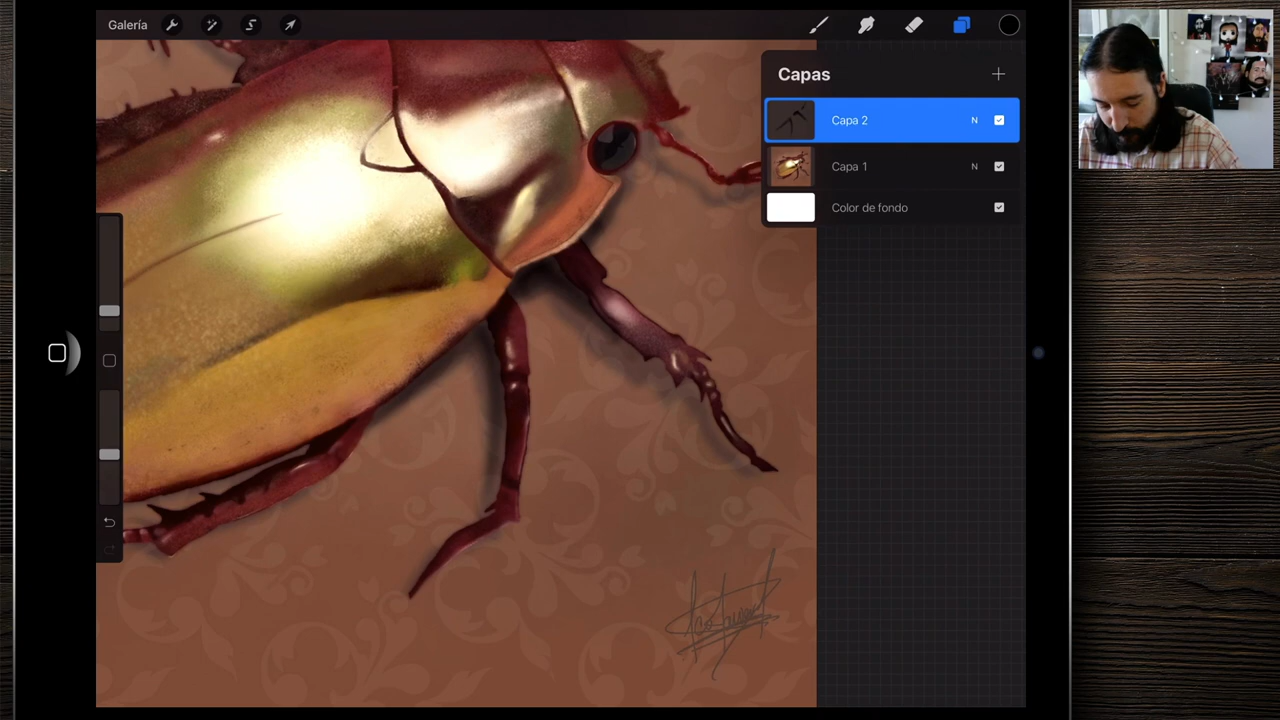 Galería
Capas
Capa 2 N
Capa 1 N
Color de fondo